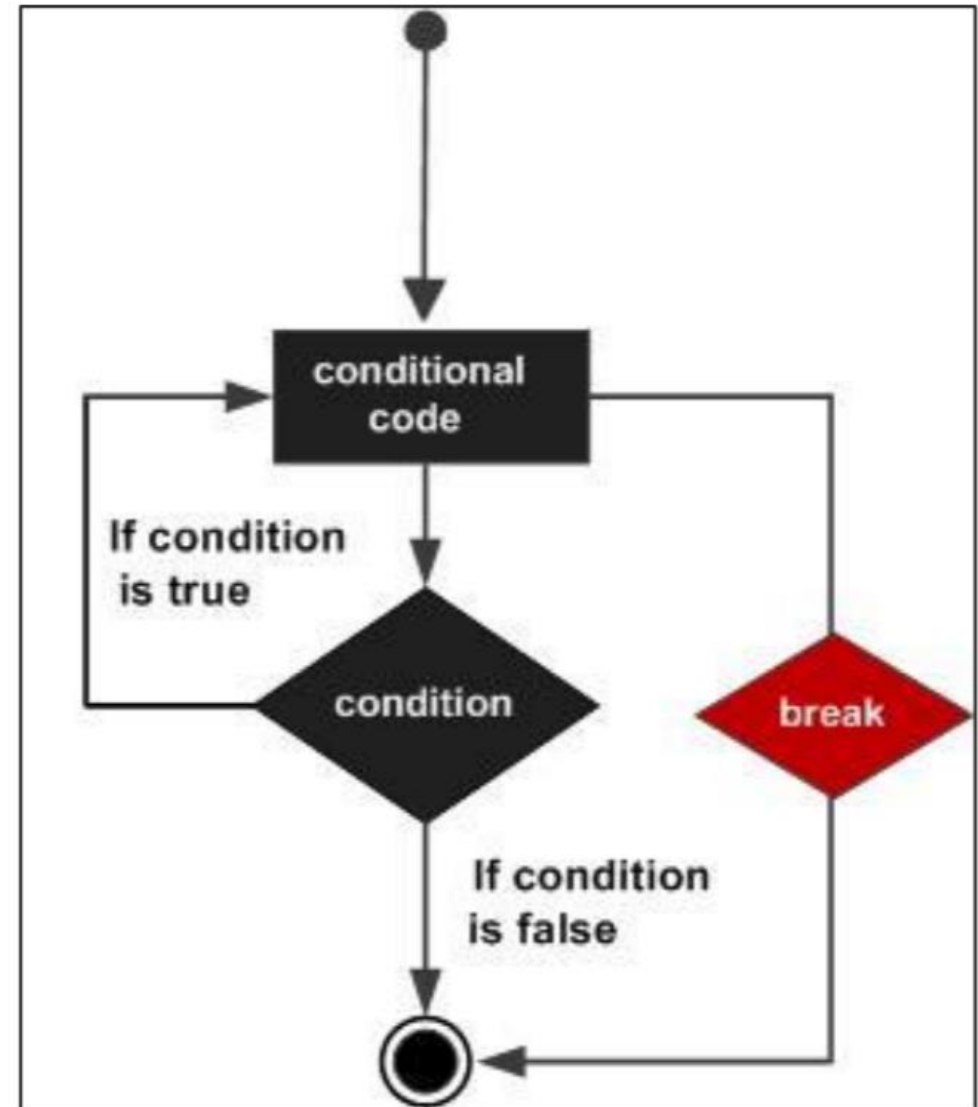 conditional
code
If condition
is true
condition
break
If condition
is false